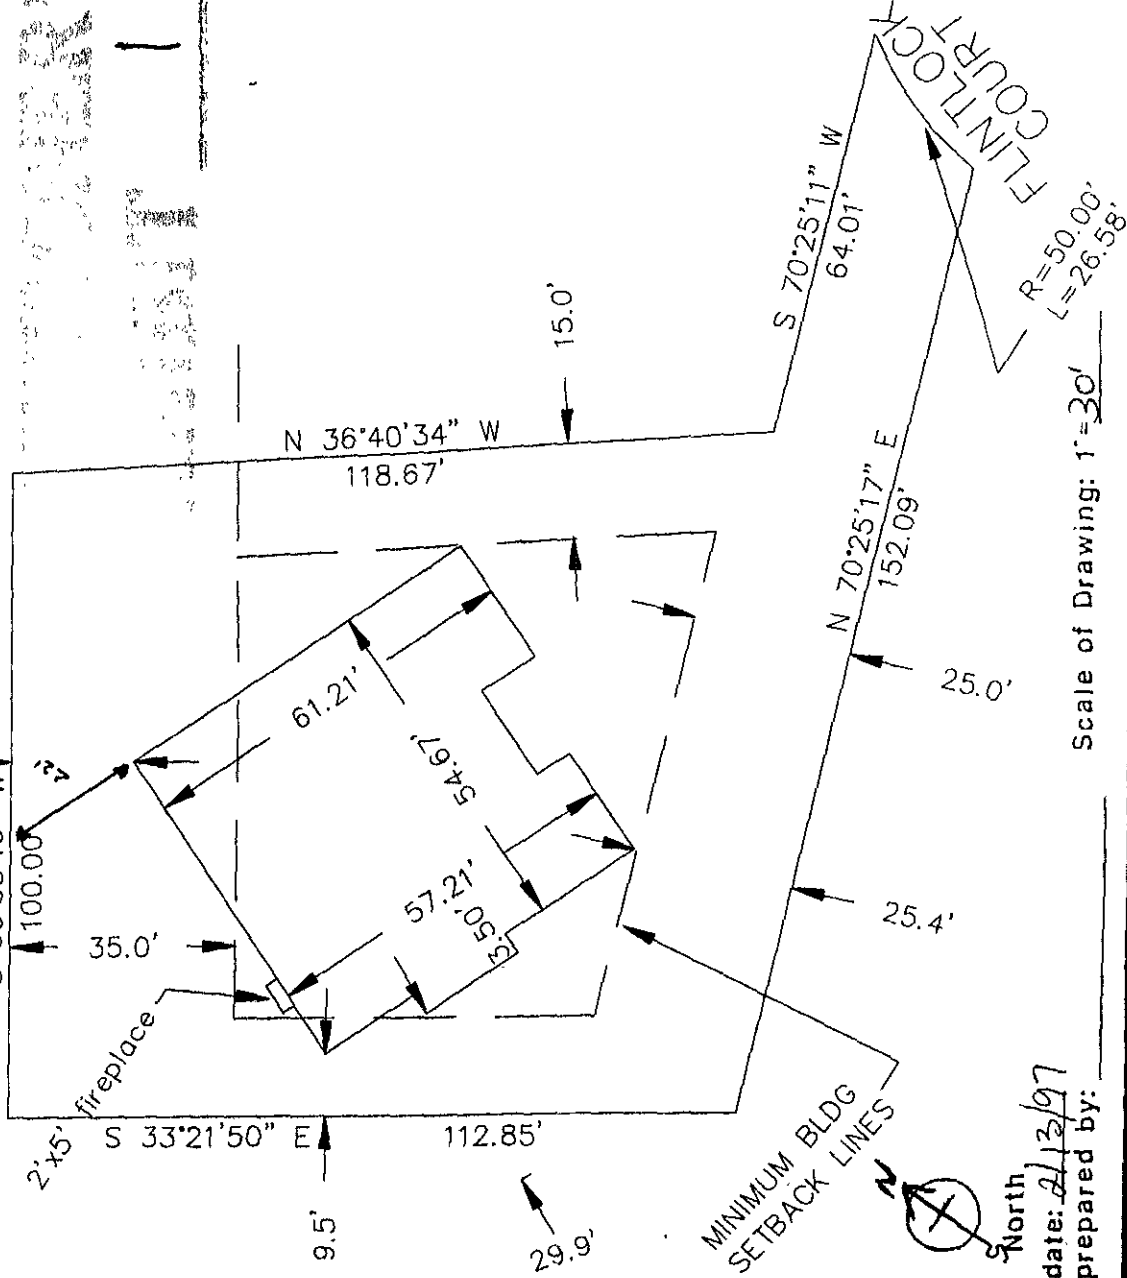 FLINTLOCK
COURT
S 70°25'11" W
64.01'
R=50.00'
L=26.58'
15.0'
N 36°40'34" W
118.67'
N 70°25'17" E
152.09'
25.0'
25.4'
61.21'
54.67'
57.21'
3.50'
100.00'
35.0'
2'x5' fireplace
S 33°21'50" E
112.85'
9.5'
29.9'
MINIMUM BLDG
SETBACK LINES
N
S
North
date: 2/13/97
prepared by:
Scale of Drawing: 1"=30'